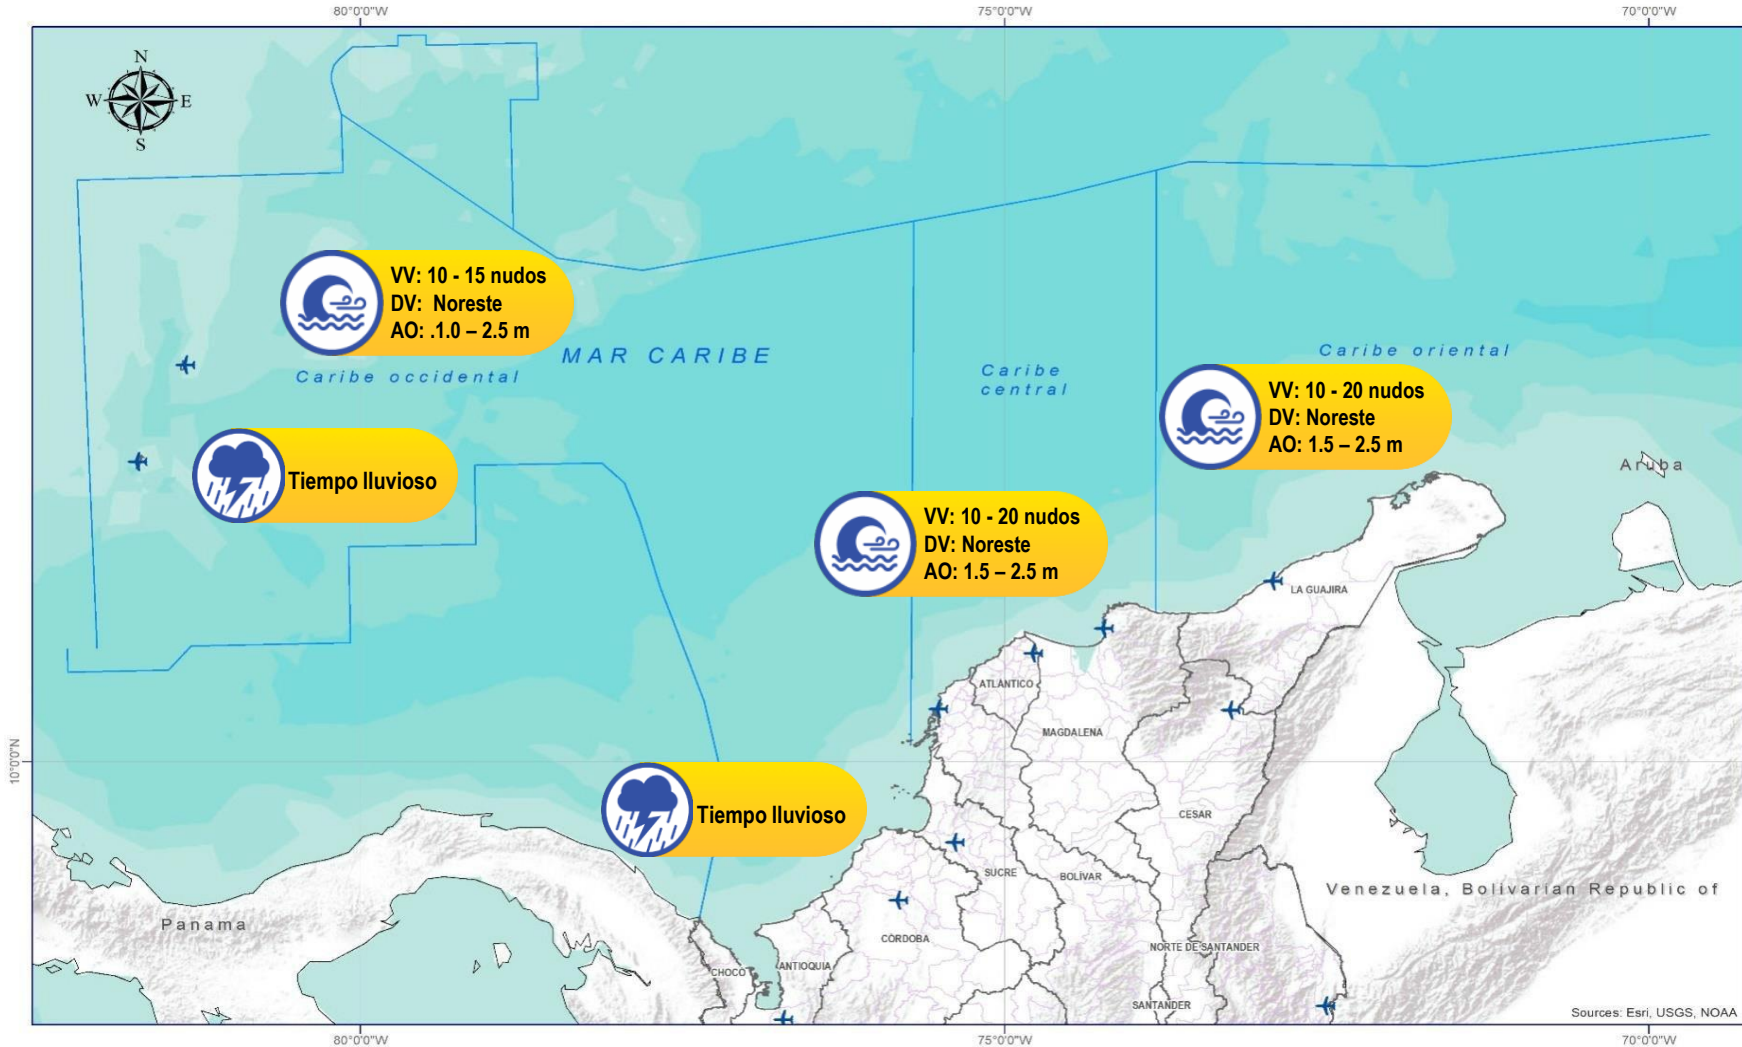 80°0'0"W
75°0'0"W
70°0'0"W
N
W
E
S
VV: 10 - 15 nudos
DV: Noreste
AO: .1.0 – 2.5 m
MAR CARIBE
Caribe occidental
Caribe
central
Caribe oriental
VV: 10 - 20 nudos
DV: Noreste
AO: 1.5 – 2.5 m
Aruba
Tiempo lluvioso
VV: 10 - 20 nudos
DV: Noreste
AO: 1.5 – 2.5 m
LA GUAJIRA
ATLÁNTICO
MAGDALENA
10°0'0"N
Tiempo lluvioso
CESAR
SUCRE
BOLÍVAR
Venezuela, Bolivarian Republic of
Panama
CÓRDOBA
NORTE DE SANTANDER
CHOCÓ
ANTIOQUIA
SANTANDER
Sources: Esri, USGS, NOAA
80°0'0"W
75°0'0"W
70°0'0"W